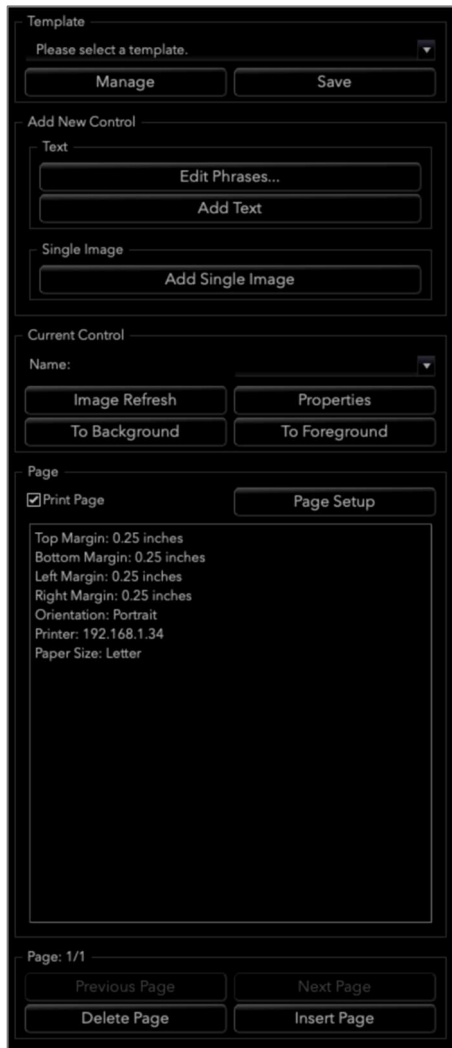 Template
Please select a template.
Manage Save
Add New Control
Text
Edit Phrases...
Add Text
Single Image
Add Single Image
Current Control
Name:
Image Refresh Properties
To Background To Foreground
Page
Print Page Page Setup
Top Margin: 0.25 inches
Bottom Margin: 0.25 inches
Left Margin: 0.25 inches
Right Margin: 0.25 inches
Orientation: Portrait
Printer: 192.168.1.34
Paper Size: Letter
Page: 1/1
Previous Page Next Page
Delete Page Insert Page